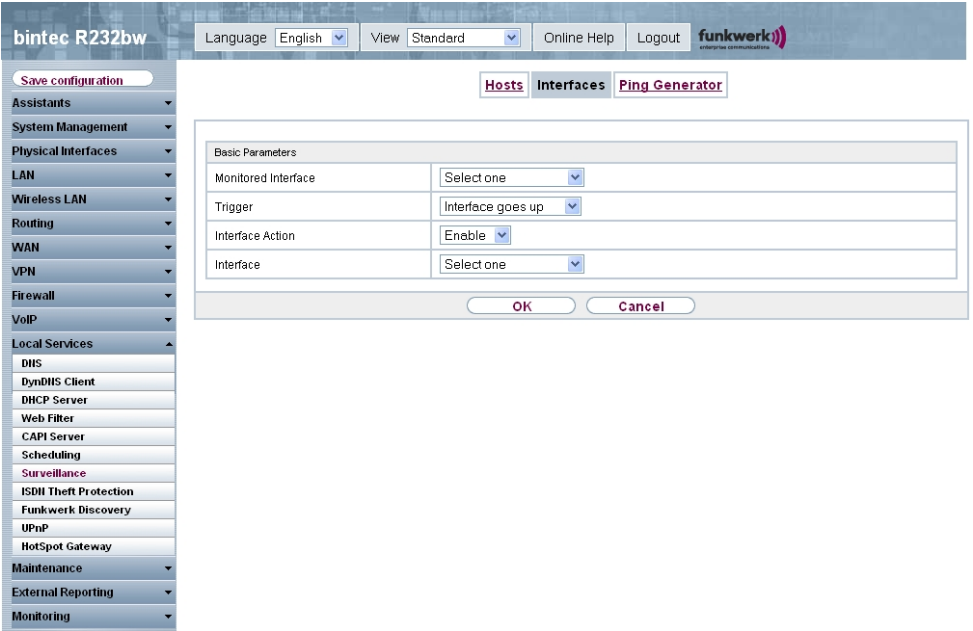 bintec R232bw
Language English View Standard Online Help Logout funkwerk
enterprise communications
Save configuration
Assistants
System Management
Physical Interfaces
LAN
Wireless LAN
Routing
WAN
VPN
Firewall
VoIP
Local Services
DNS
DynDNS Client
DHCP Server
Web Filter
CAPI Server
Scheduling
Surveillance
ISDN Theft Protection
Funkwerk Discovery
UPnP
HotSpot Gateway
Maintenance
External Reporting
Monitoring
Hosts Interfaces Ping Generator
Basic Parameters
Monitored Interface Select one
Trigger Interface goes up
Interface Action Enable
Interface Select one
OK Cancel